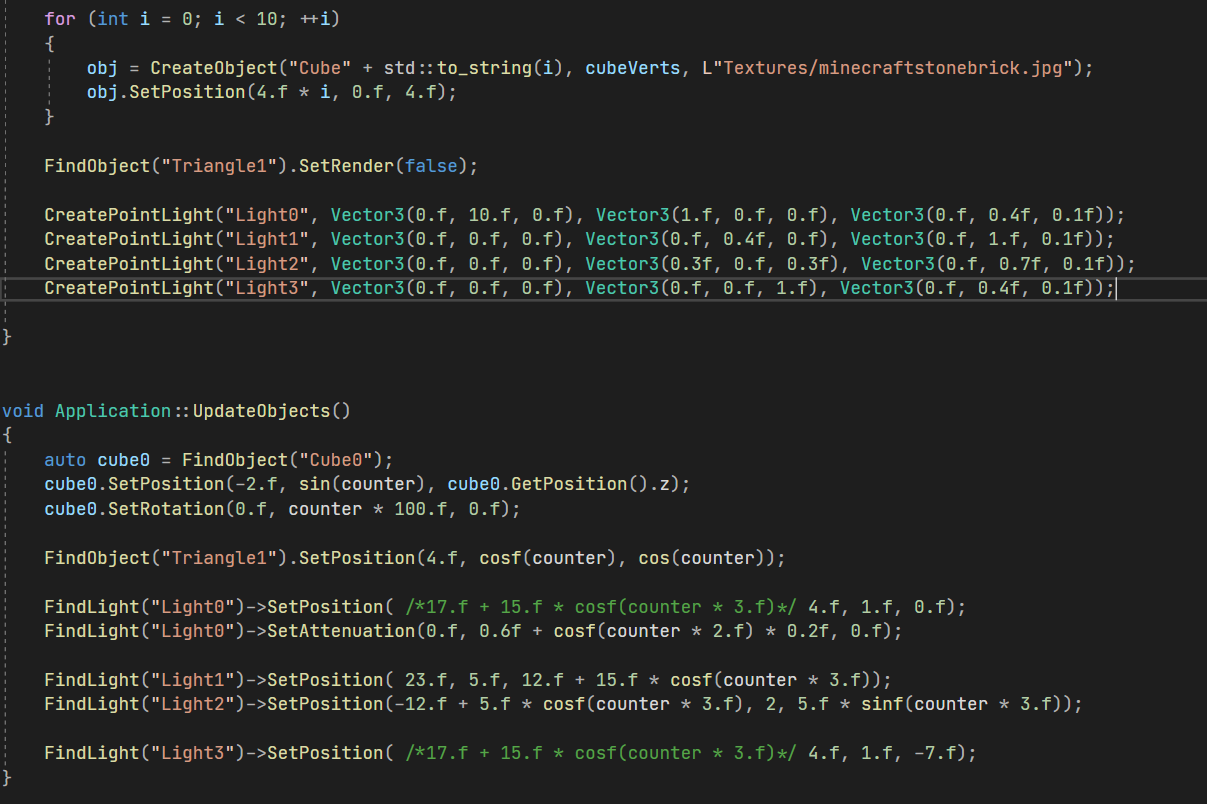 for (int i = 0; i < 10; ++i)
{
obj = CreateObject("Cube" + std::to_string(i), cubeVerts, L"Textures/minecraftstonebrick.jpg");
obj.SetPosition(4.f * i, 0.f, 4.f);
}
FindObject("Triangle1").SetRender(false);
CreatePointLight("Light0", Vector3(0.f, 10.f, 0.f), Vector3(1.f, 0.f, 0.f), Vector3(0.f, 0.4f, 0.1f));
CreatePointLight("Light1", Vector3(0.f, 0.f, 0.f), Vector3(0.f, 0.4f, 0.f), Vector3(0.f, 1.f, 0.1f));
CreatePointLight("Light2", Vector3(0.f, 0.f, 0.f), Vector3(0.3f, 0.f, 0.3f), Vector3(0.f, 0.7f, 0.1f));
CreatePointLight("Light3", Vector3(0.f, 0.f, 0.f), Vector3(0.f, 0.f, 1.f), Vector3(0.f, 0.4f, 0.1f));
}
void Application::UpdateObjects()
{
auto cube0 = FindObject("Cube0");
cube0.SetPosition(-2.f, sin(counter), cube0.GetPosition().z);
cube0.SetRotation(0.f, counter * 100.f, 0.f);
FindObject("Triangle1").SetPosition(4.f, cosf(counter), cos(counter));
FindLight("Light0")->SetPosition( /*17.f + 15.f * cosf(counter * 3.f)*/ 4.f, 1.f, 0.f);
FindLight("Light0")->SetAttenuation(0.f, 0.6f + cosf(counter * 2.f) * 0.2f, 0.f);
FindLight("Light1")->SetPosition( 23.f, 5.f, 12.f + 15.f * cosf(counter * 3.f));
FindLight("Light2")->SetPosition(-12.f + 5.f * cosf(counter * 3.f), 2, 5.f * sinf(counter * 3.f));
FindLight("Light3")->SetPosition( /*17.f + 15.f * cosf(counter * 3.f)*/ 4.f, 1.f, -7.f);
}